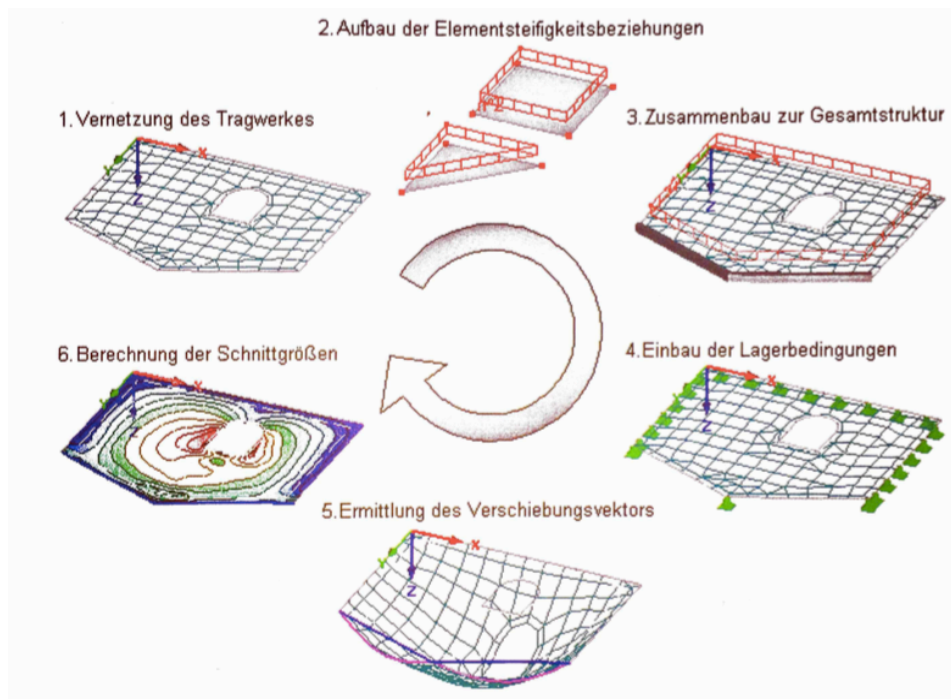 2. Aufbau der Elementsteifigkeitsbeziehungen
1. Vernetzung des Tragwerkes
3. Zusammenbau zur Gesamtstruktur
X
Y
Z
X
Z
6. Berechnung der Schnittgrößen
4. Einbau der Lagerbedingungen
X
Y
X
Z
5. Ermittlung des Verschiebungsvektors
X
Y
Z